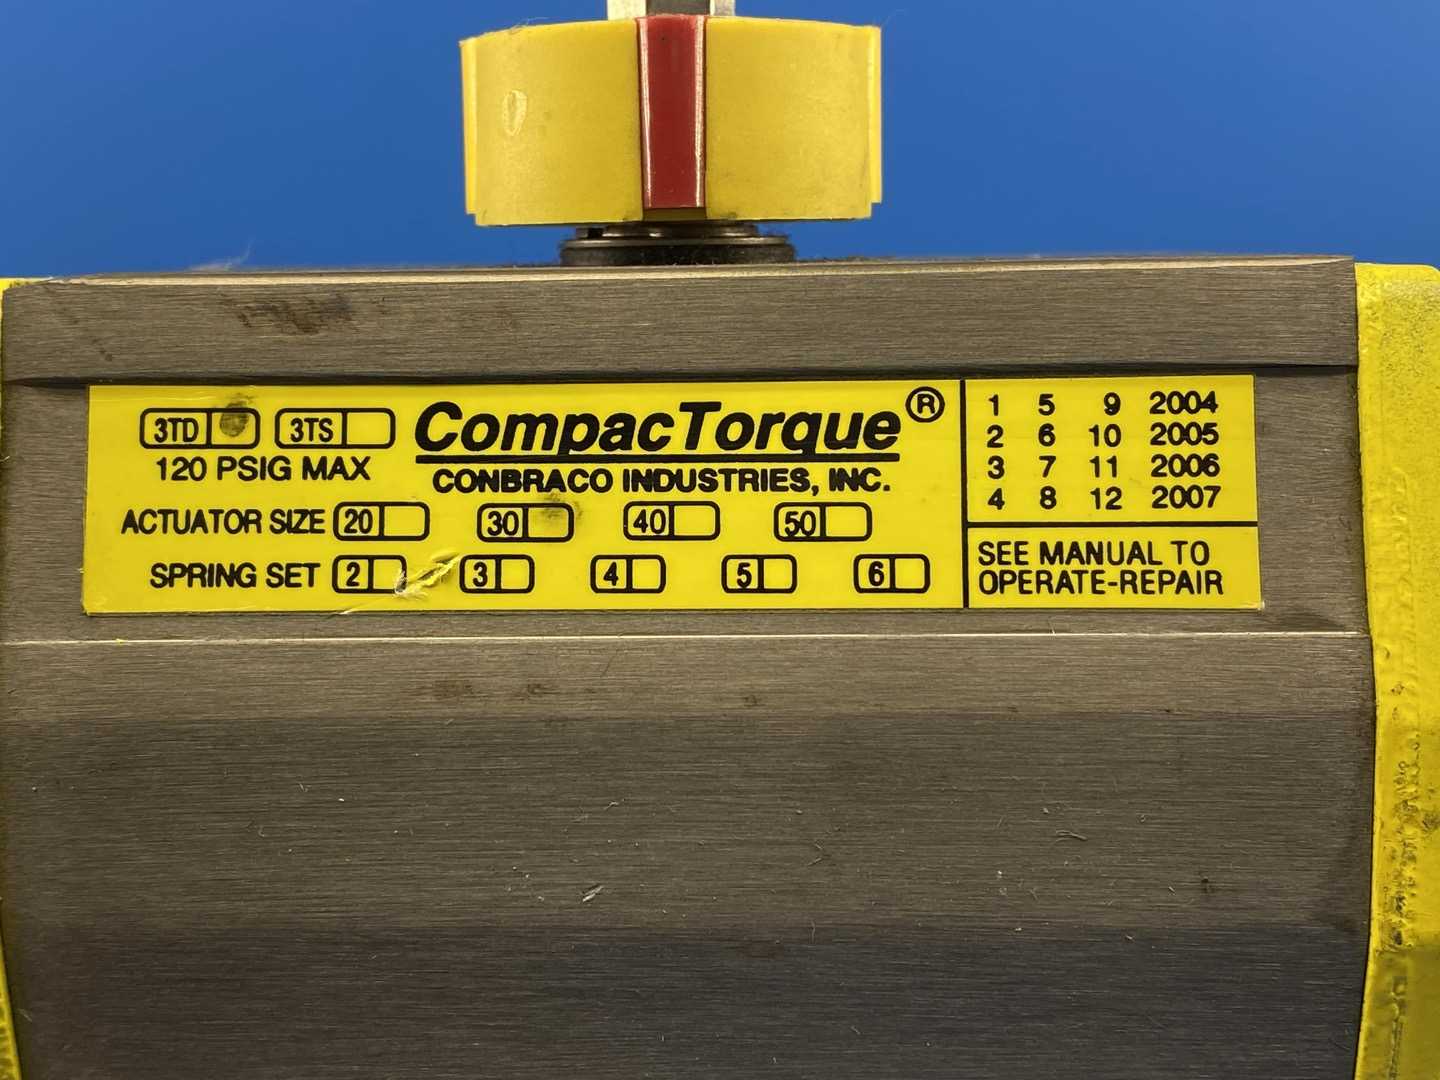 3TD 3TS CompacTorque®
120 PSIG MAX CONBRACO INDUSTRIES, INC.
ACTUATOR SIZE 20 30 40 50
SPRING SET 2 3 4 5 6
1 5 9 2004
2 6 10 2005
3 7 11 2006
4 8 12 2007
SEE MANUAL TO
OPERATE-REPAIR